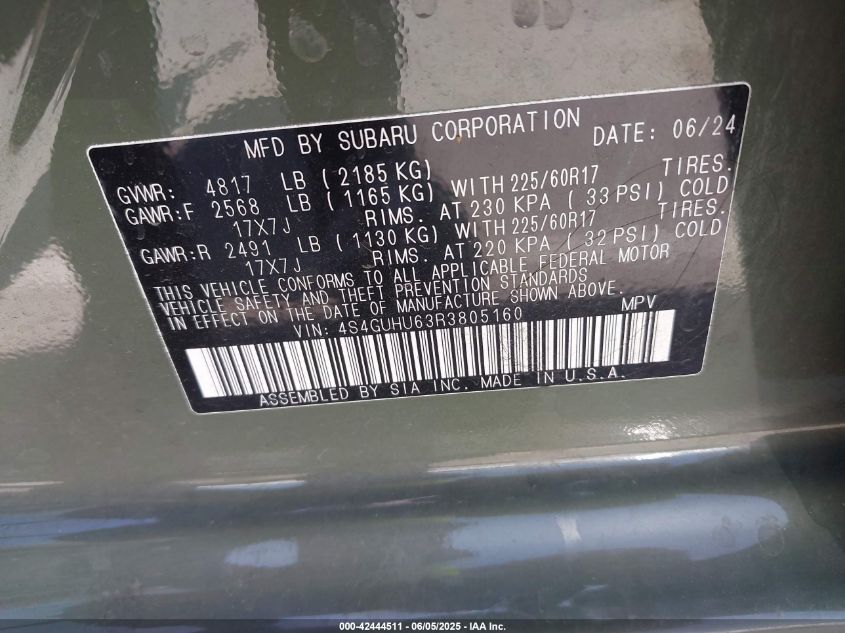 MFD BY SUBARU CORPORATION DATE: 06/24
GVWR: 4817 LB (2185 KG)
GAWR:F 2568 LB (1165 KG) WITH 225/60R17 TIRES.
17X7J RIMS. AT 230 KPA (33 PSI) COLD
GAWR:R 2491 LB (1130 KG) WITH 225/60R17 TIRES.
17X7J RIMS. AT 220 KPA (32 PSI) COLD
THIS VEHICLE CONFORMS TO ALL APPLICABLE FEDERAL MOTOR
VEHICLE SAFETY AND THEFT PREVENTION STANDARDS
IN EFFECT ON THE DATE OF MANUFACTURE SHOWN ABOVE.
VIN: 4S4GUHU63R3805160 MPV
ASSEMBLED BY SIA INC. MADE IN U.S.A.
000-42444511 - 06/05/2025 - IAA Inc.